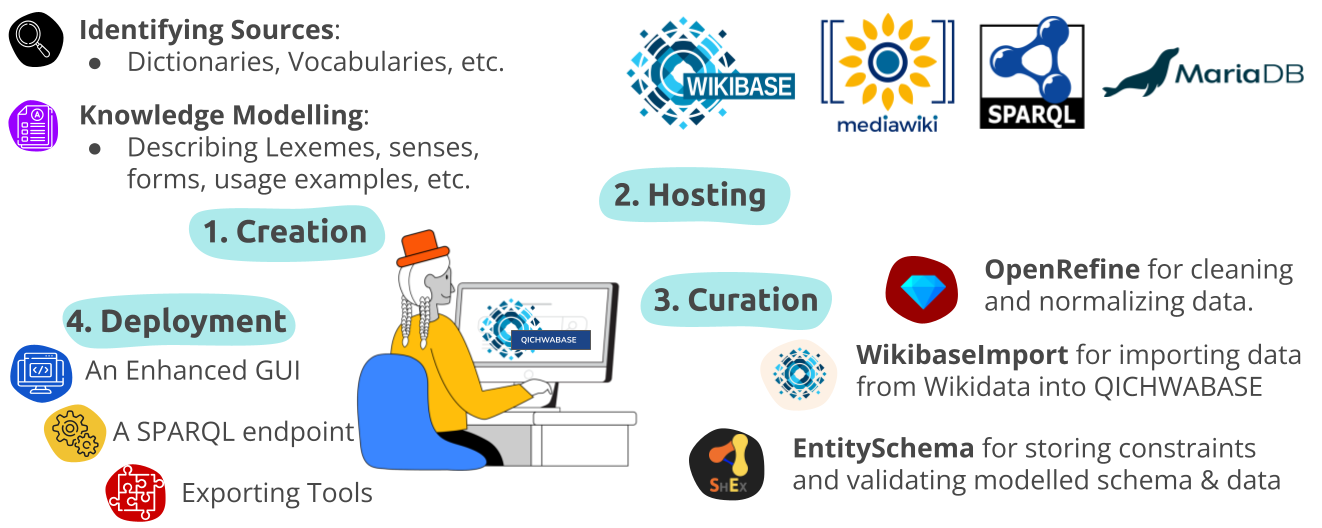 Identifying Sources:
● Dictionaries, Vocabularies, etc.
Knowledge Modelling:
● Describing Lexemes, senses,
forms, usage examples, etc.
1. Creation
WIKIBASE
mediawiki
SPARQL
MariaDB
2. Hosting
3. Curation
OpenRefine for cleaning
and normalizing data.
WikibaseImport for importing data
from Wikidata into QICHWABASE
EntitySchema for storing constraints
and validating modelled schema & data
ShEx
4. Deployment
An Enhanced GUI
</>
A SPARQL endpoint
Exporting Tools
QICHWABASE
A